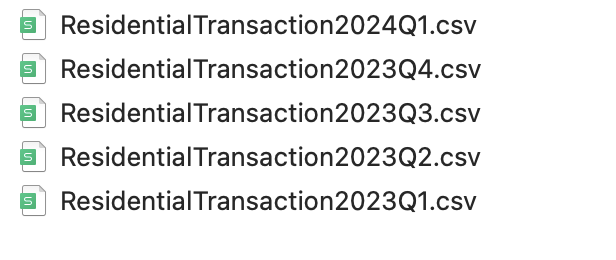 ResidentialTransaction2024Q1.csv
ResidentialTransaction2023Q4.csv
ResidentialTransaction2023Q3.csv
ResidentialTransaction2023Q2.csv
ResidentialTransaction2023Q1.csv